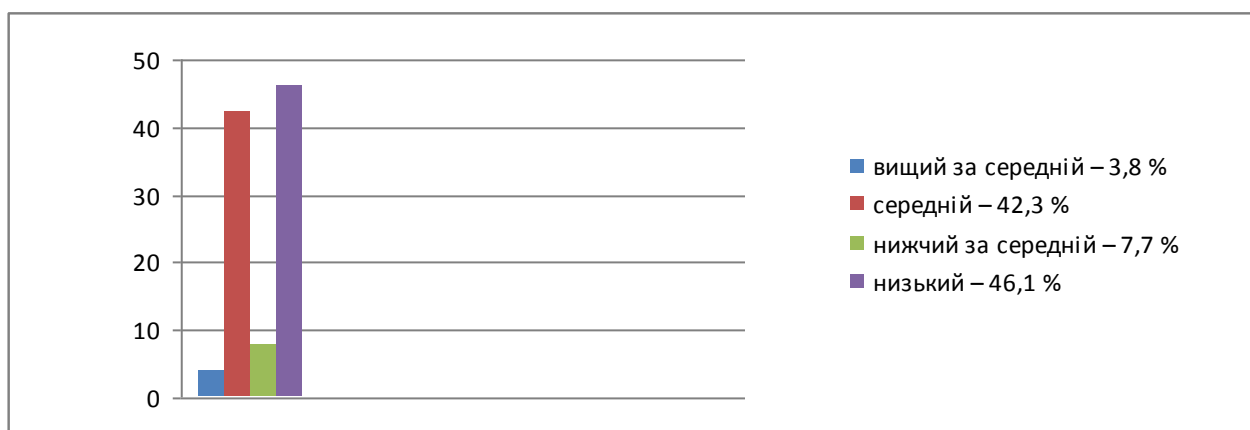 50
40
30
20
10
0
вищий за середній – 3,8 %
середній – 42,3 %
нижчий за середній – 7,7 %
низький – 46,1 %